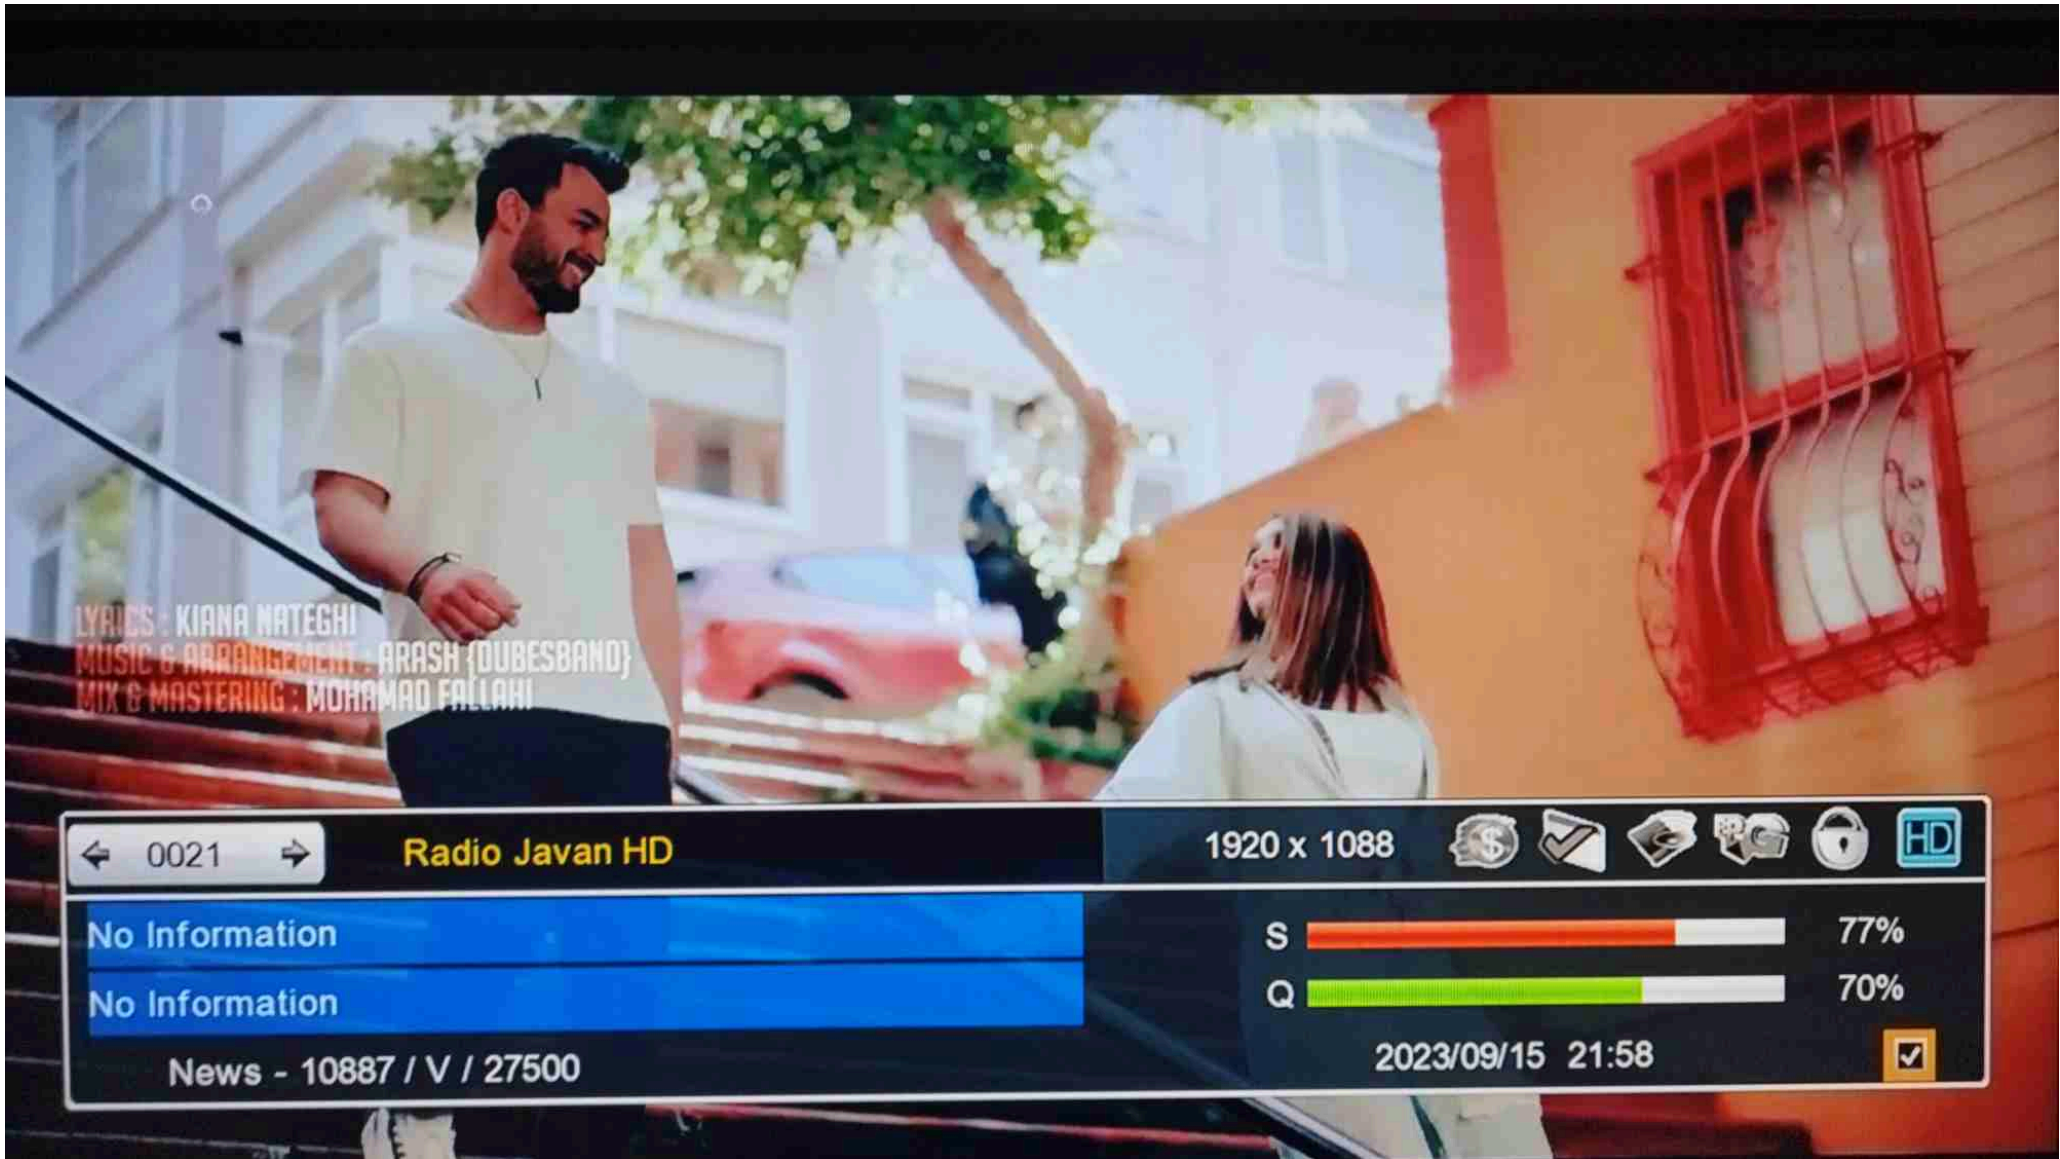 LYRICS : KIANA NATEGHI
MUSIC & ARRANGEMENT : ARASH {DUBESBAND}
MIX & MASTERING : MOHAMAD FALLAHI
0021
Radio Javan HD
1920 x 1088
$
HD
No Information
S
77%
No Information
Q
70%
News - 10887 / V / 27500
2023/09/15 21:58